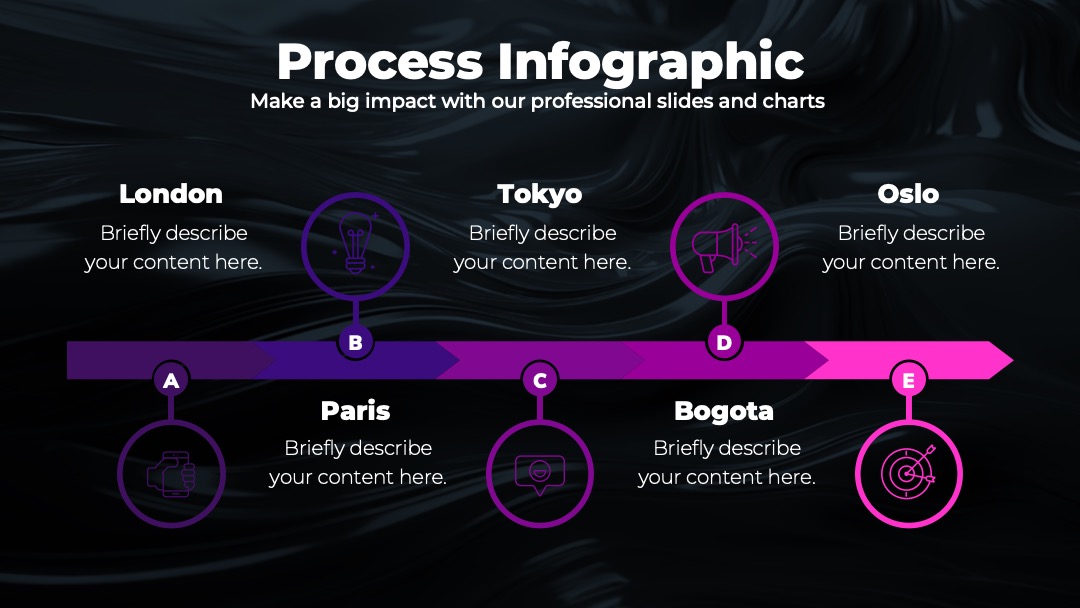 Process Infographic
Make a big impact with our professional slides and charts
London
Briefly describe
your content here.
Tokyo
Briefly describe
your content here.
Oslo
Briefly describe
your content here.
B
D
A
C
E
Paris
Briefly describe
your content here.
Bogota
Briefly describe
your content here.